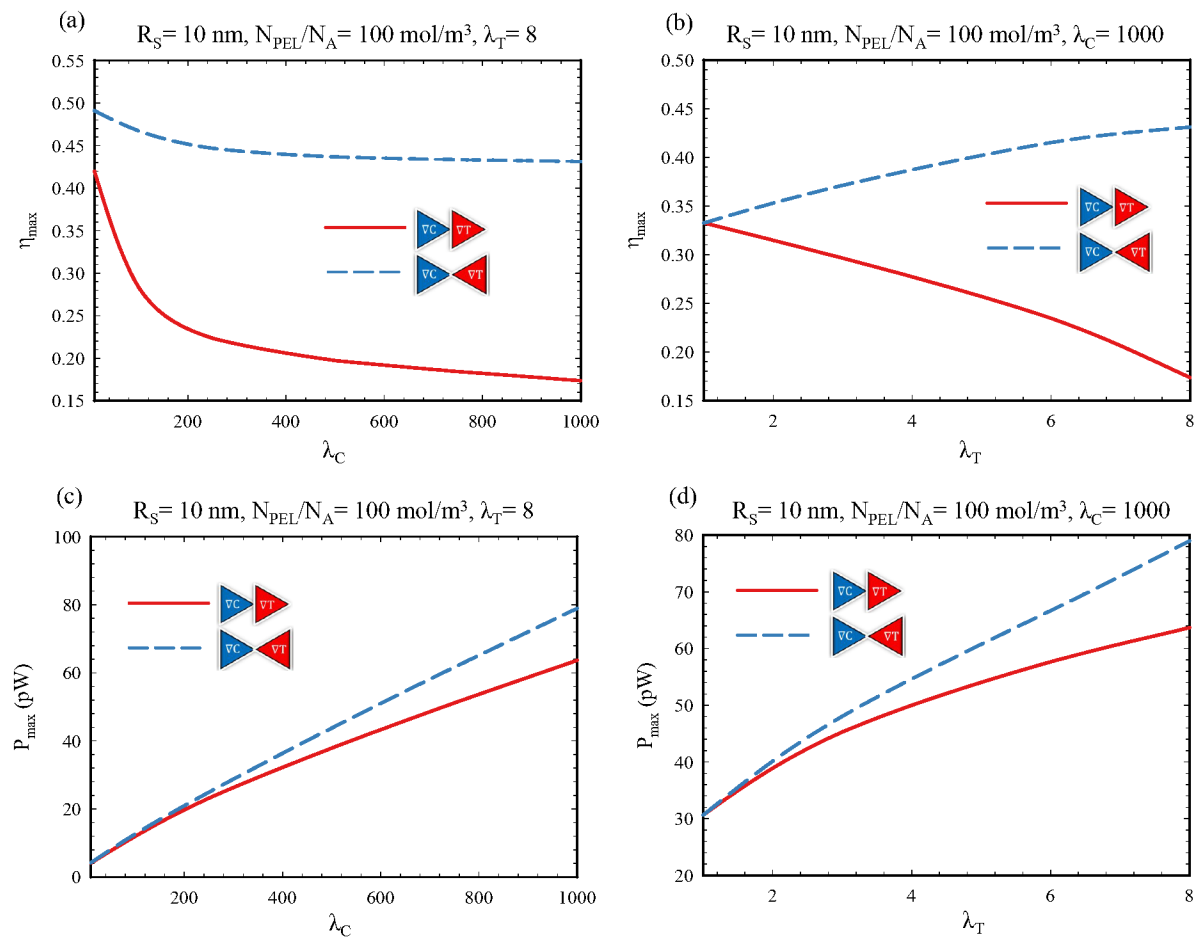 (a)
R_S= 10 nm, N_PEL/N_A= 100 mol/m³, λ_T= 8
0.55
0.50
0.45
0.40
0.35
0.30
0.25
0.20
0.15
η_max
∇C ∇T
∇C ∇T
200 400 600 800 1000
λ_C
(b)
R_S= 10 nm, N_PEL/N_A= 100 mol/m³, λ_C= 1000
0.50
0.45
0.40
0.35
0.30
0.25
0.20
0.15
η_max
∇C ∇T
∇C ∇T
2 4 6 8
λ_T
(c)
R_S= 10 nm, N_PEL/N_A= 100 mol/m³, λ_T= 8
100
80
60
40
20
0
P_max (pW)
∇C ∇T
∇C ∇T
200 400 600 800 1000
λ_C
(d)
R_S= 10 nm, N_PEL/N_A= 100 mol/m³, λ_C= 1000
80
70
60
50
40
30
20
P_max (pW)
∇C ∇T
∇C ∇T
2 4 6 8
λ_T